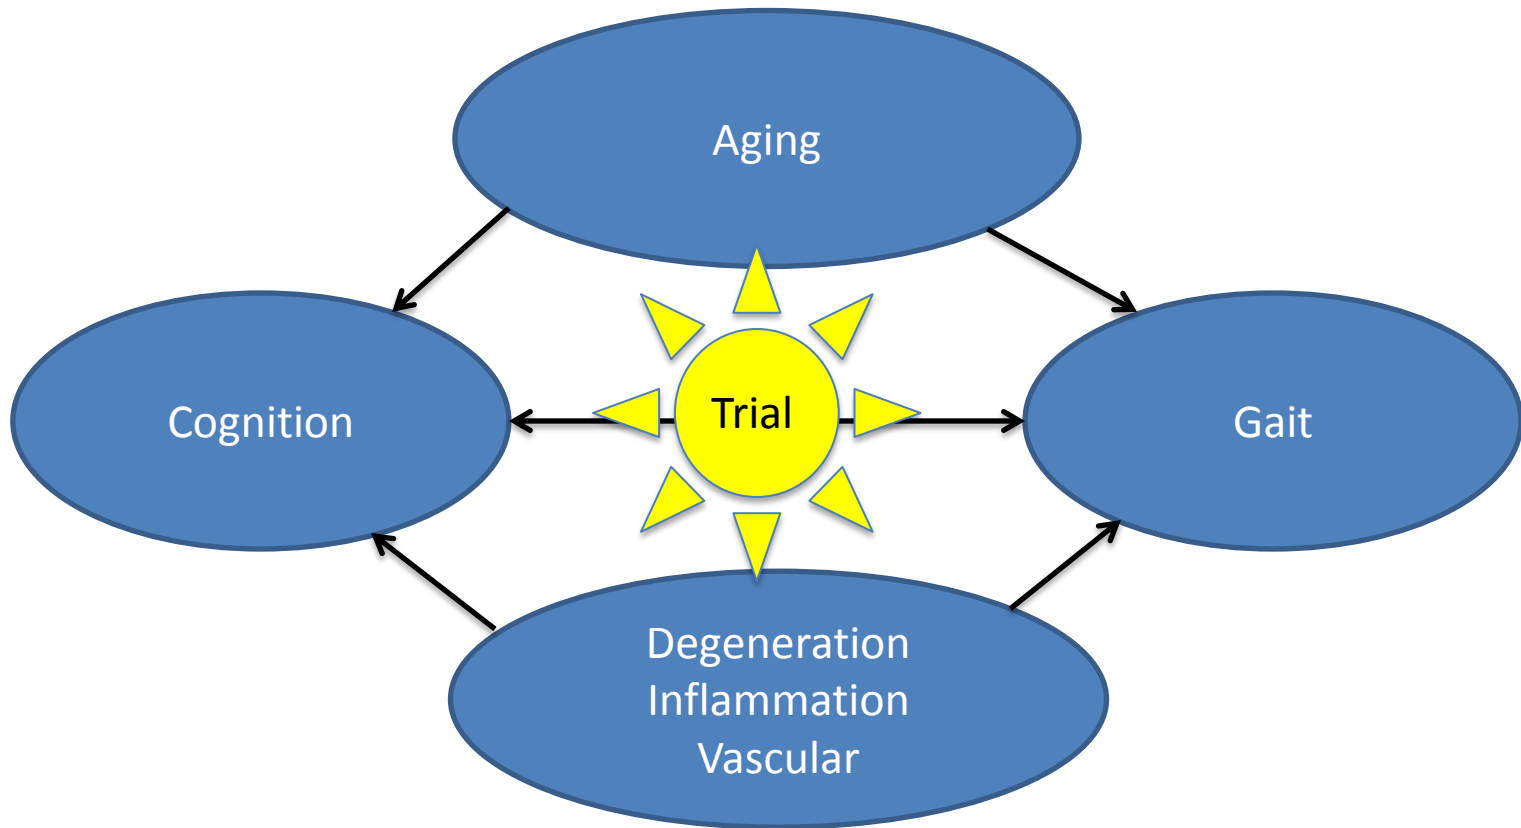 Aging
Cognition
Trial
Gait
Degeneration
Inflammation
Vascular